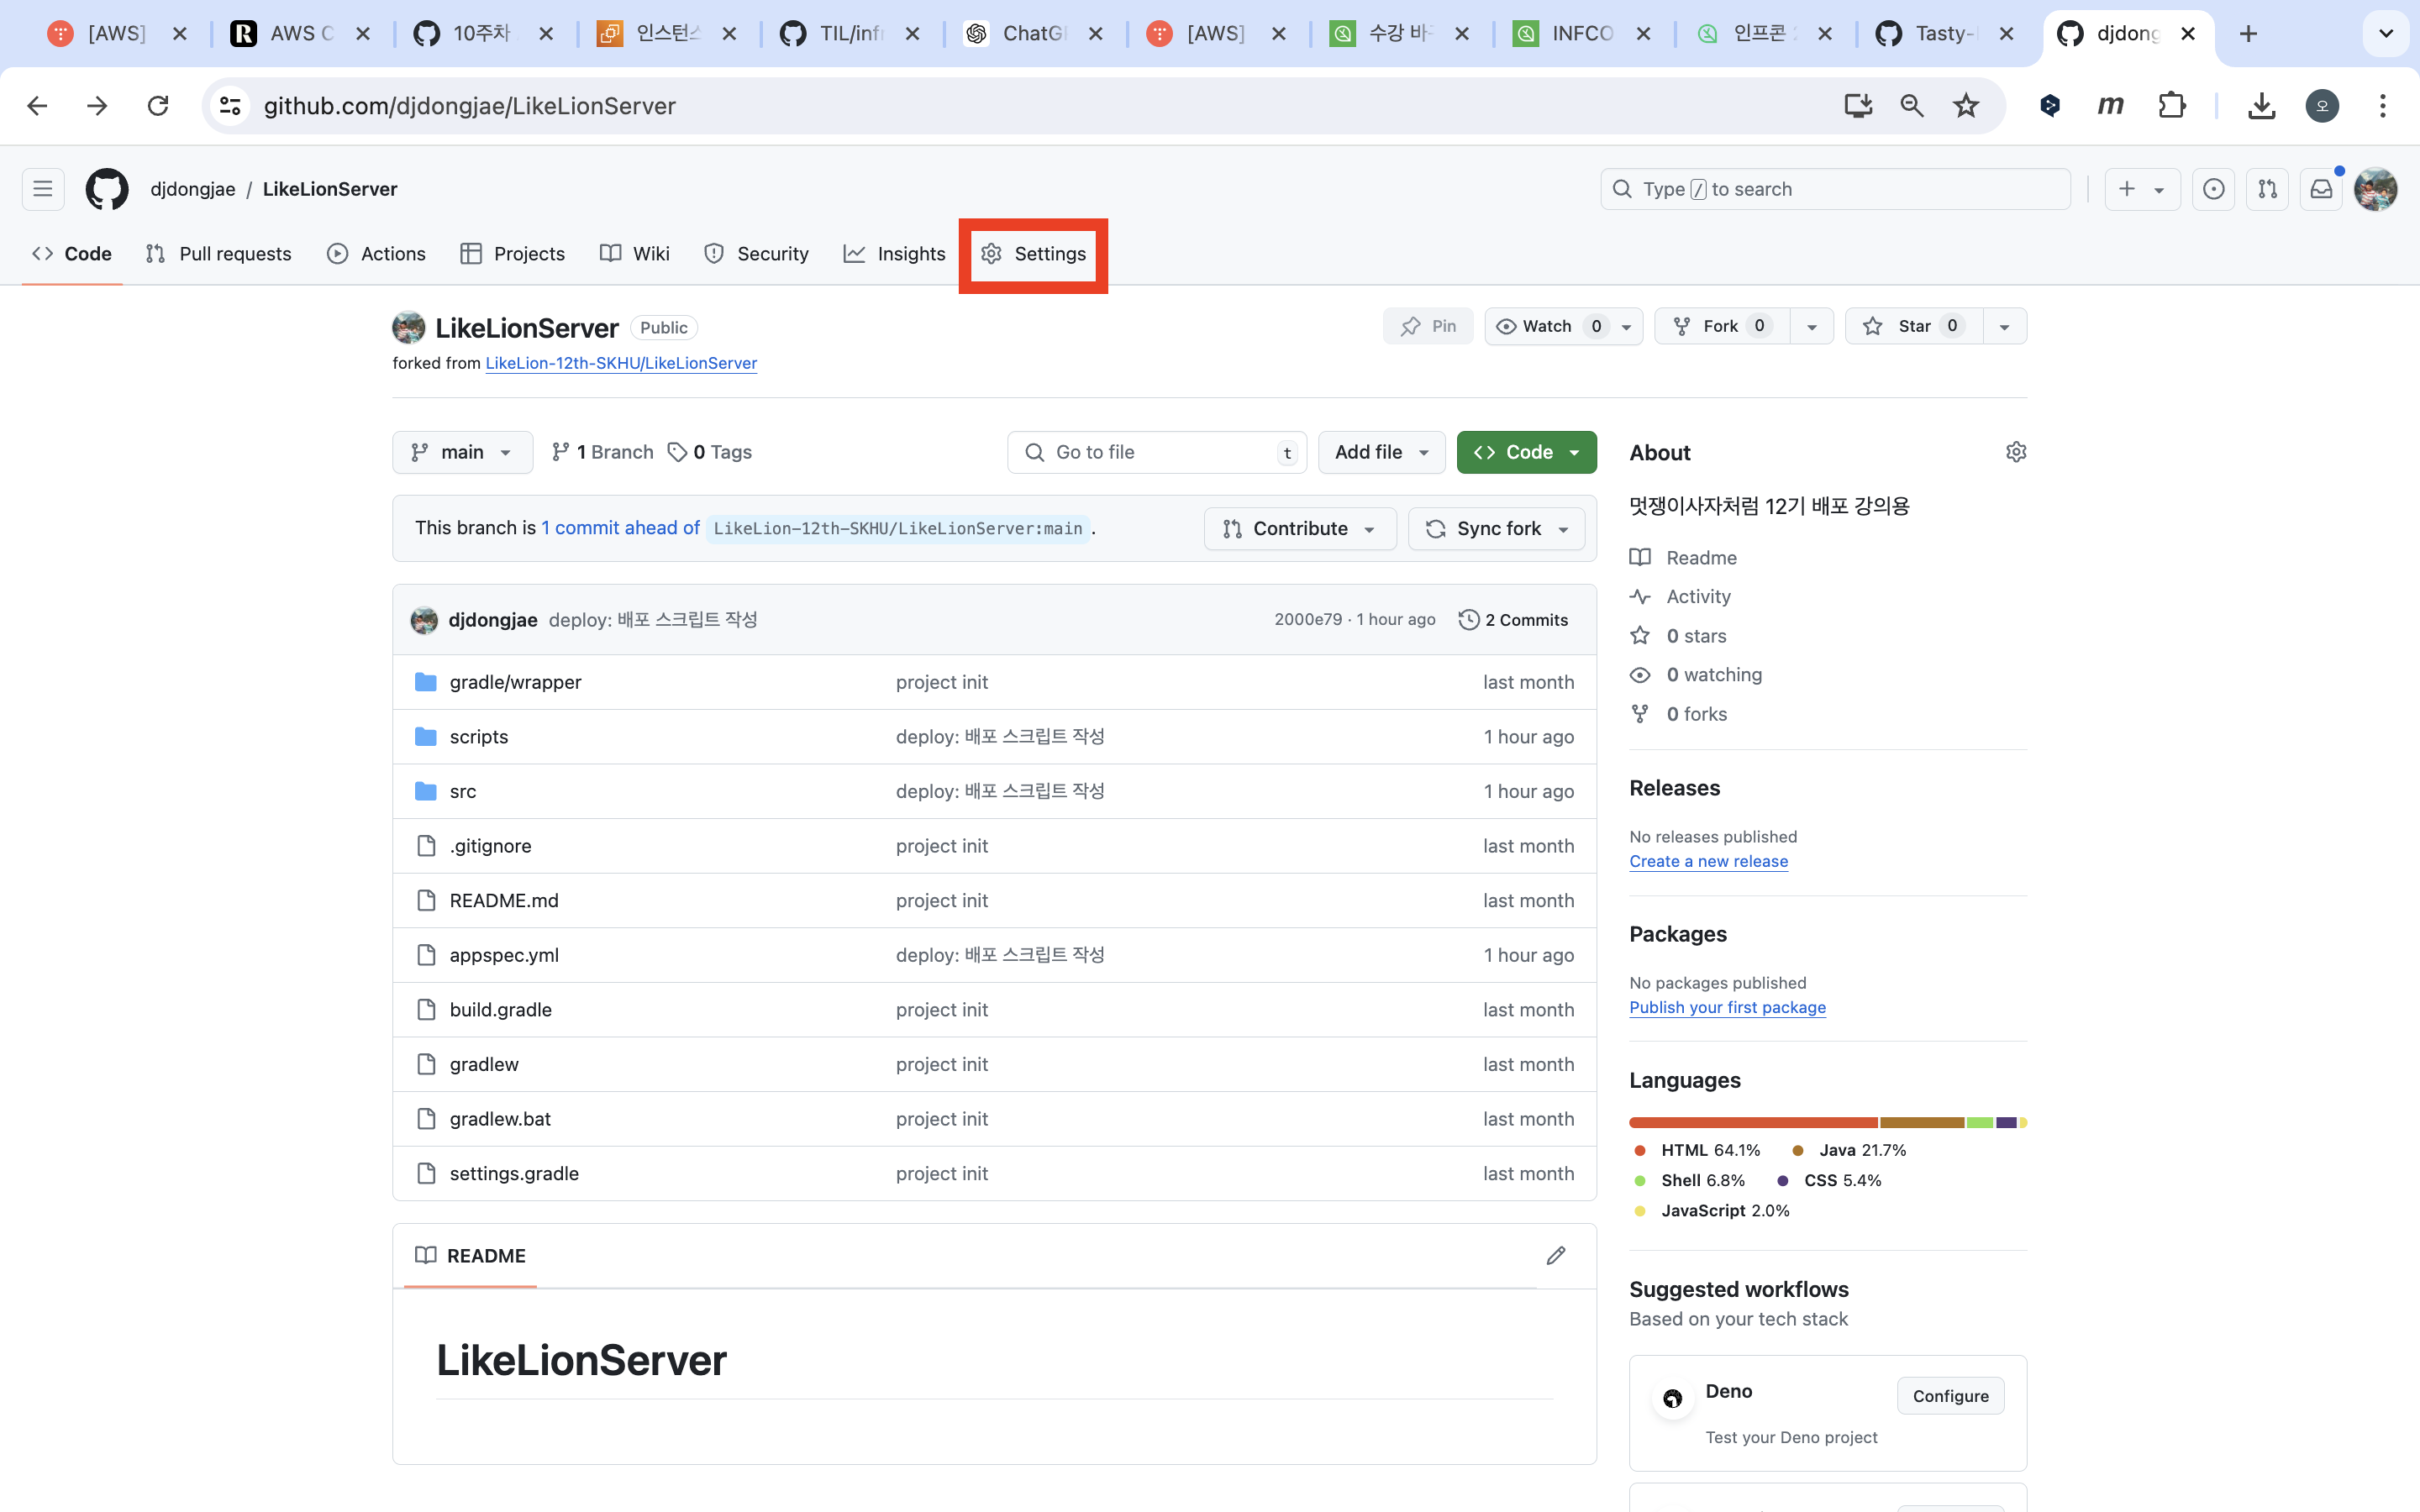 [AWS]
AWS C
10주차
인스턴스
TIL/inf
ChatG
[AWS]
수강 바
INFCO
인프콘
Tasty-
djdong
github.com/djdongjae/LikeLionServer
m
오
djdongjae / LikeLionServer
Type / to search
Code
Pull requests
Actions
Projects
Wiki
Security
Insights
Settings
LikeLionServer Public
Pin
Watch 0
Fork 0
Star 0
forked from LikeLion-12th-SKHU/LikeLionServer
main
1 Branch
0 Tags
Go to file t
Add file
Code
This branch is 1 commit ahead of LikeLion-12th-SKHU/LikeLionServer:main .
Contribute
Sync fork
djdongjae deploy: 배포 스크립트 작성 2000e79 · 1 hour ago 2 Commits
gradle/wrapper project init last month
scripts deploy: 배포 스크립트 작성 1 hour ago
src deploy: 배포 스크립트 작성 1 hour ago
.gitignore project init last month
README.md project init last month
appspec.yml deploy: 배포 스크립트 작성 1 hour ago
build.gradle project init last month
gradlew project init last month
gradlew.bat project init last month
settings.gradle project init last month
README
LikeLionServer
About
멋쟁이사자처럼 12기 배포 강의용
Readme
Activity
0 stars
0 watching
0 forks
Releases
No releases published
Create a new release
Packages
No packages published
Publish your first package
Languages
HTML 64.1% Java 21.7%
Shell 6.8% CSS 5.4%
JavaScript 2.0%
Suggested workflows
Based on your tech stack
Deno
Configure
Test your Deno project